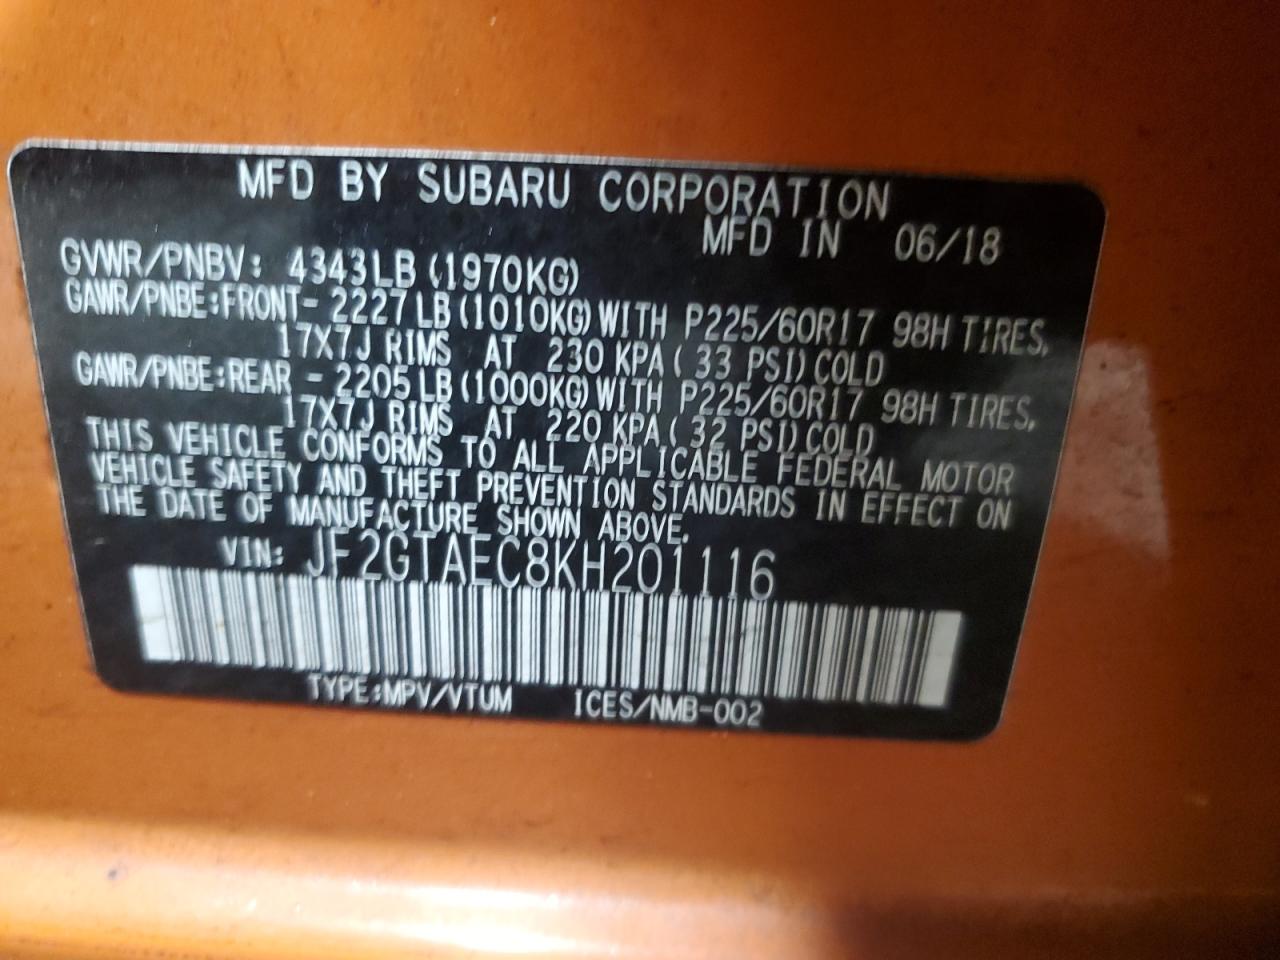 MFD BY SUBARU CORPORATION
MFD IN 06/18
GVWR/PNBV: 4343LB (1970KG)
GAWR/PNBE:FRONT- 2227 LB (1010KG) WITH P225/60R17 98H TIRES,
17X7J RIMS AT 230 KPA ( 33 PSI) COLD
GAWR/PNBE:REAR - 2205 LB (1000KG) WITH P225/60R17 98H TIRES,
17X7J RIMS AT 220 KPA ( 32 PSI) COLD
THIS VEHICLE CONFORMS TO ALL APPLICABLE FEDERAL MOTOR
VEHICLE SAFETY AND THEFT PREVENTION STANDARDS IN EFFECT ON
THE DATE OF MANUFACTURE SHOWN ABOVE.
VIN: JF2GTAEC8KH201116
TYPE:MPV/VTUM ICES/NMB-002